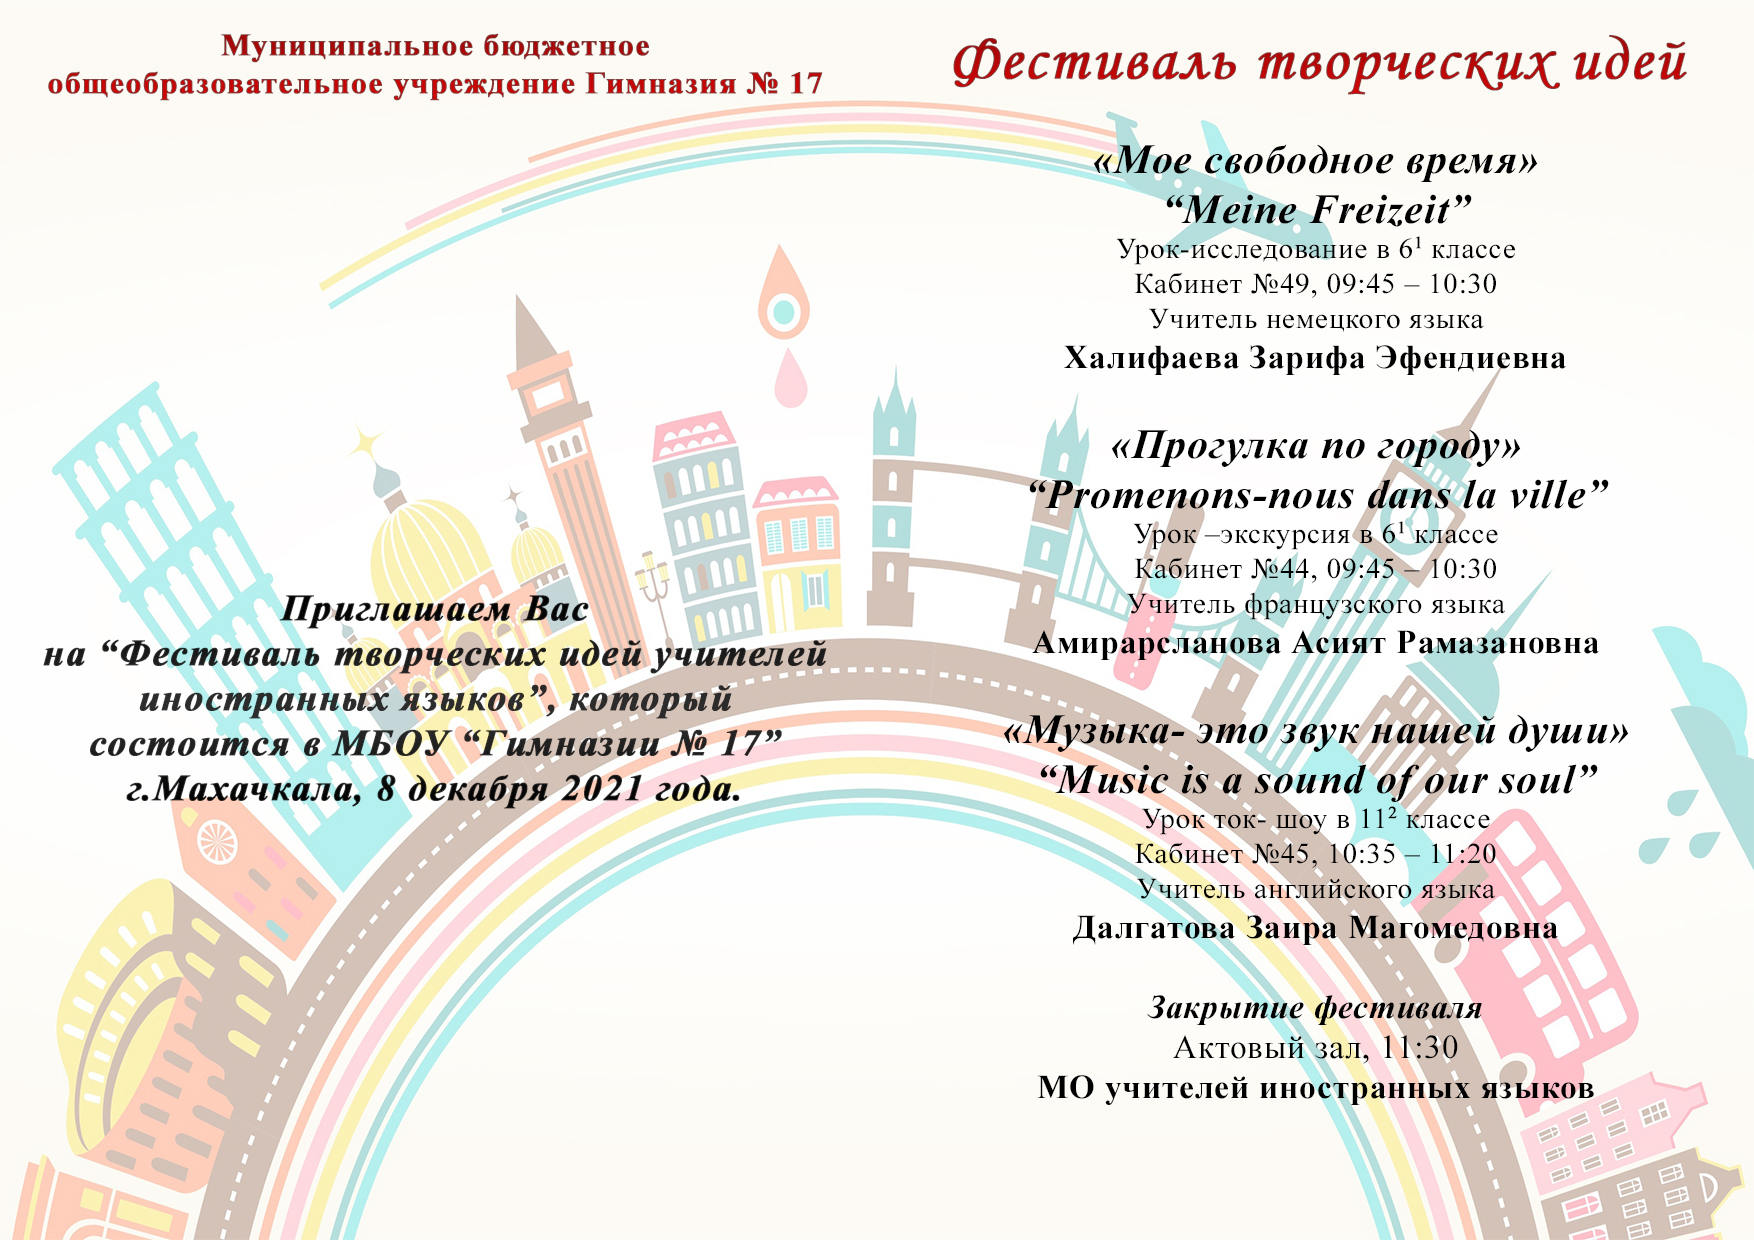 Муниципальное бюджетное
общеобразовательное учреждение Гимназия № 17
Приглашаем Вас
на “Фестиваль творческих идей учителей
иностранных языков”, который
состоится в МБОУ “Гимназии № 17”
г.Махачкала, 8 декабря 2021 года.
Фестиваль творческих идей
«Мое свободное время»
“Meine Freizeit”
Урок-исследование в 6¹ классе
Кабинет №49, 09:45 – 10:30
Учитель немецкого языка
Халифаева Зарифа Эфендиевна
«Прогулка по городу»
“Promenons-nous dans la ville”
Урок –экскурсия в 6¹ классе
Кабинет №44, 09:45 – 10:30
Учитель французского языка
Амирарсланова Асият Рамазановна
«Музыка- это звук нашей души»
“Music is a sound of our soul”
Урок ток- шоу в 11² классе
Кабинет №45, 10:35 – 11:20
Учитель английского языка
Далгатова Заира Магомедовна
Закрытие фестиваля
Актовый зал, 11:30
МО учителей иностранных языков